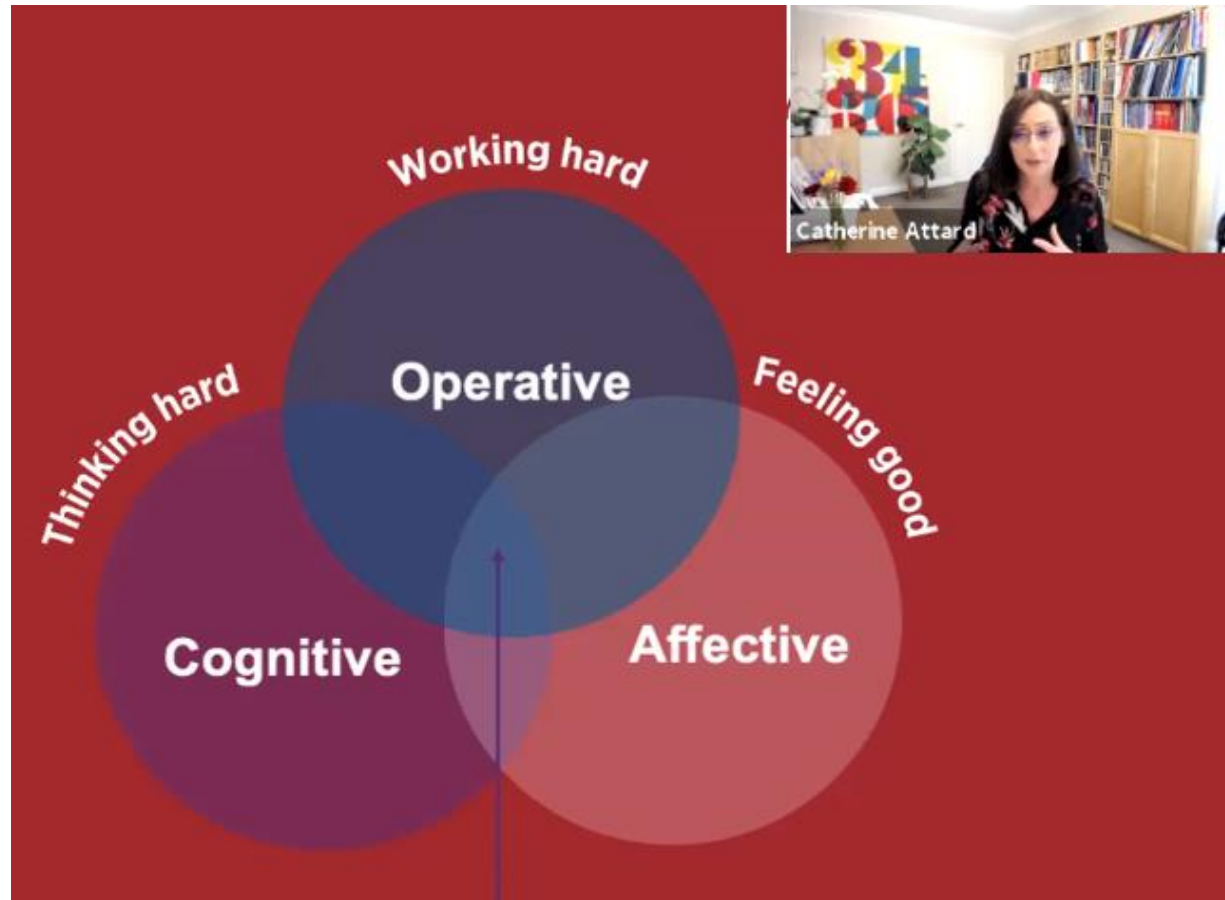 Working hard
Catherine Attard
Operative
Thinking hard
Feeling good
Cognitive
Affective